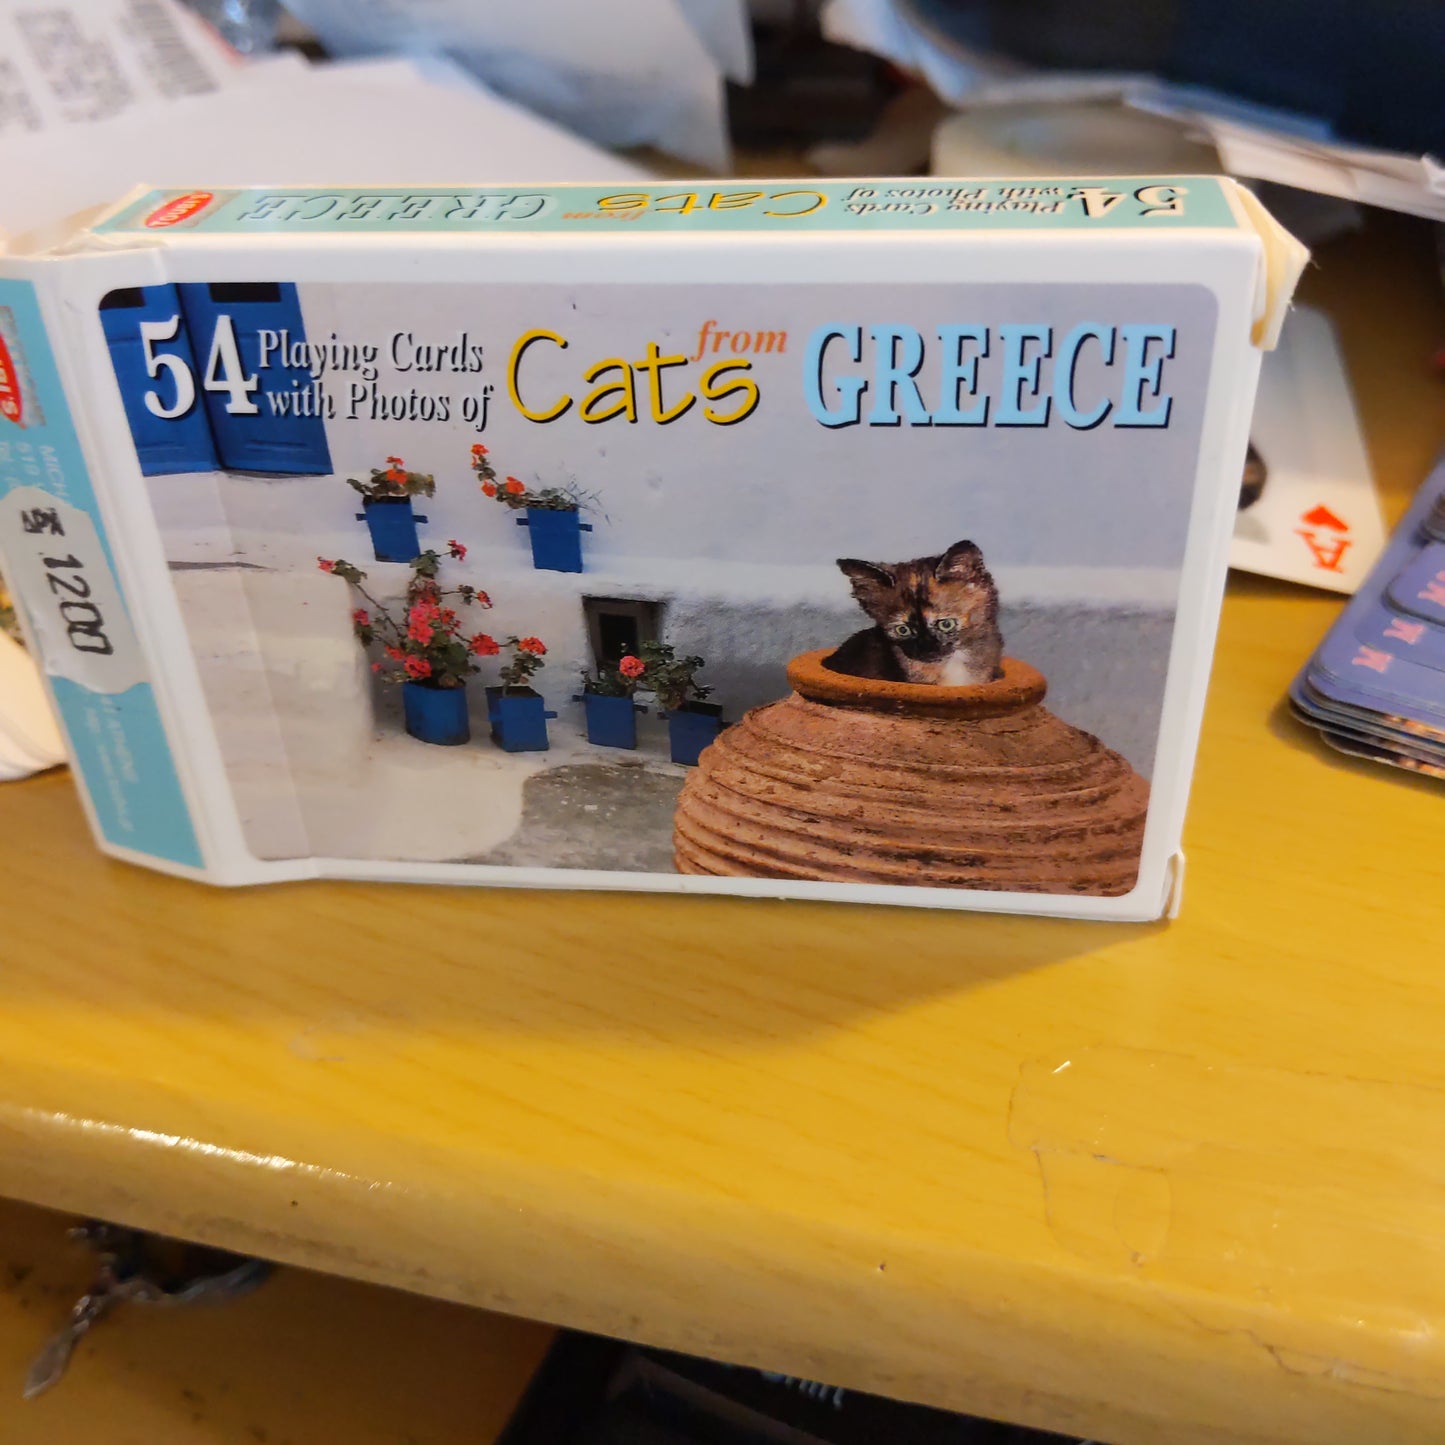 54 Playing Cards
with Photos of
Cats from GREECE
54 Playing Cards
with Photos of
Cats from GREECE
TOUBI'S
1200
A